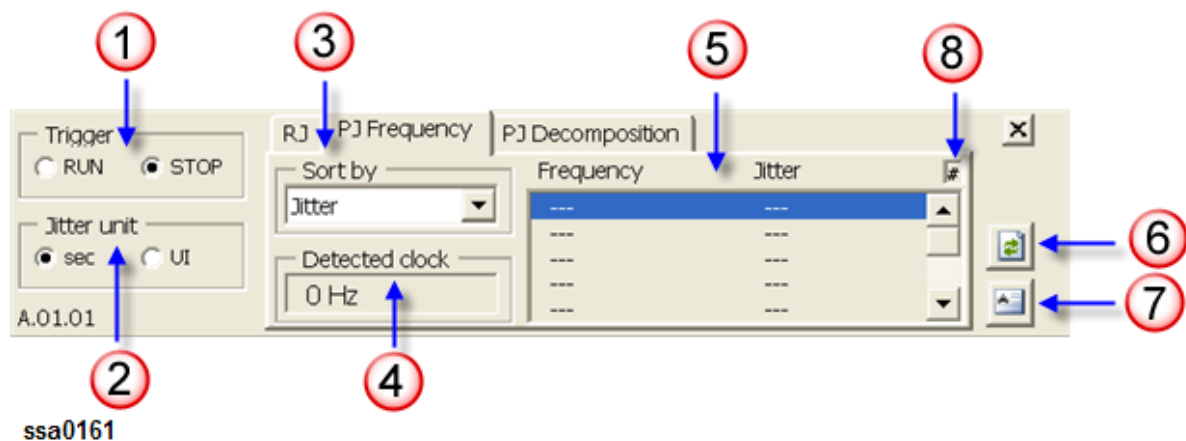 1
3
5
8
Trigger
RUN STOP
Jitter unit
sec UI
A.01.01
RJ PJ Frequency PJ Decomposition
Sort by
Jitter
Detected clock
0 Hz
Frequency Jitter #
--- ---
--- ---
--- ---
--- ---
--- ---
6
7
2
4
ssa0161